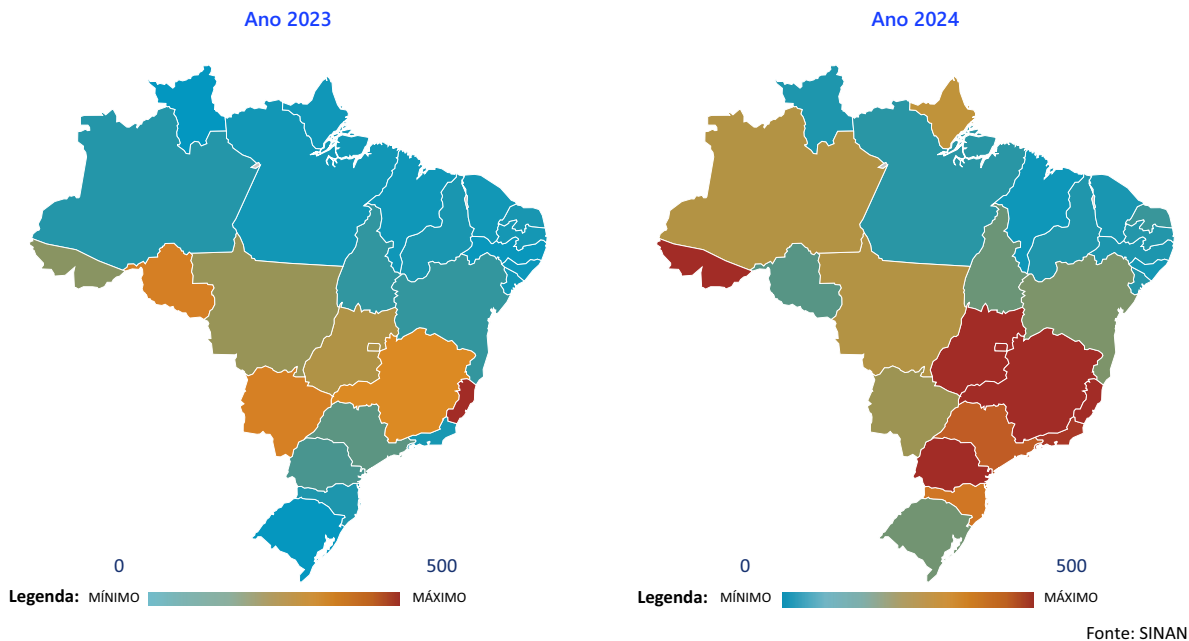 Ano 2023
Ano 2024
0 500
Legenda: MÍNIMO MÁXIMO
0 500
Legenda: MÍNIMO MÁXIMO
Fonte: SINAN